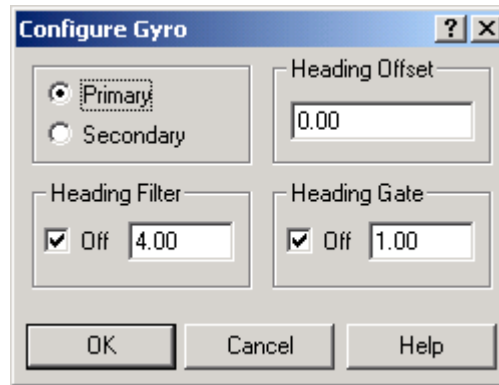 Configure Gyro ? X
Primary
Secondary
Heading Offset
0.00
Heading Filter
Off 4.00
Heading Gate
Off 1.00
OK Cancel Help